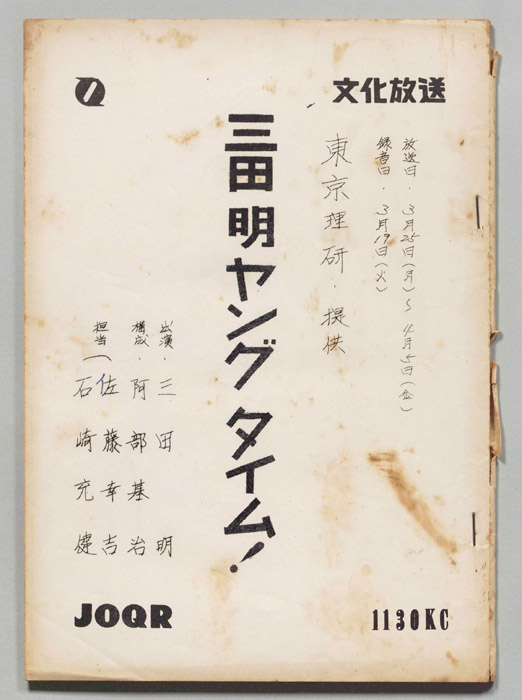 文化放送
放送日．3月25日（月）〜4月5日（金）
録音日．3月19日（火）
東京理研．提供
三田明ヤングタイム！
出演．三田明
構成．阿部基治
担当（佐藤幸吉
石崎充健
JOQR
1130KC